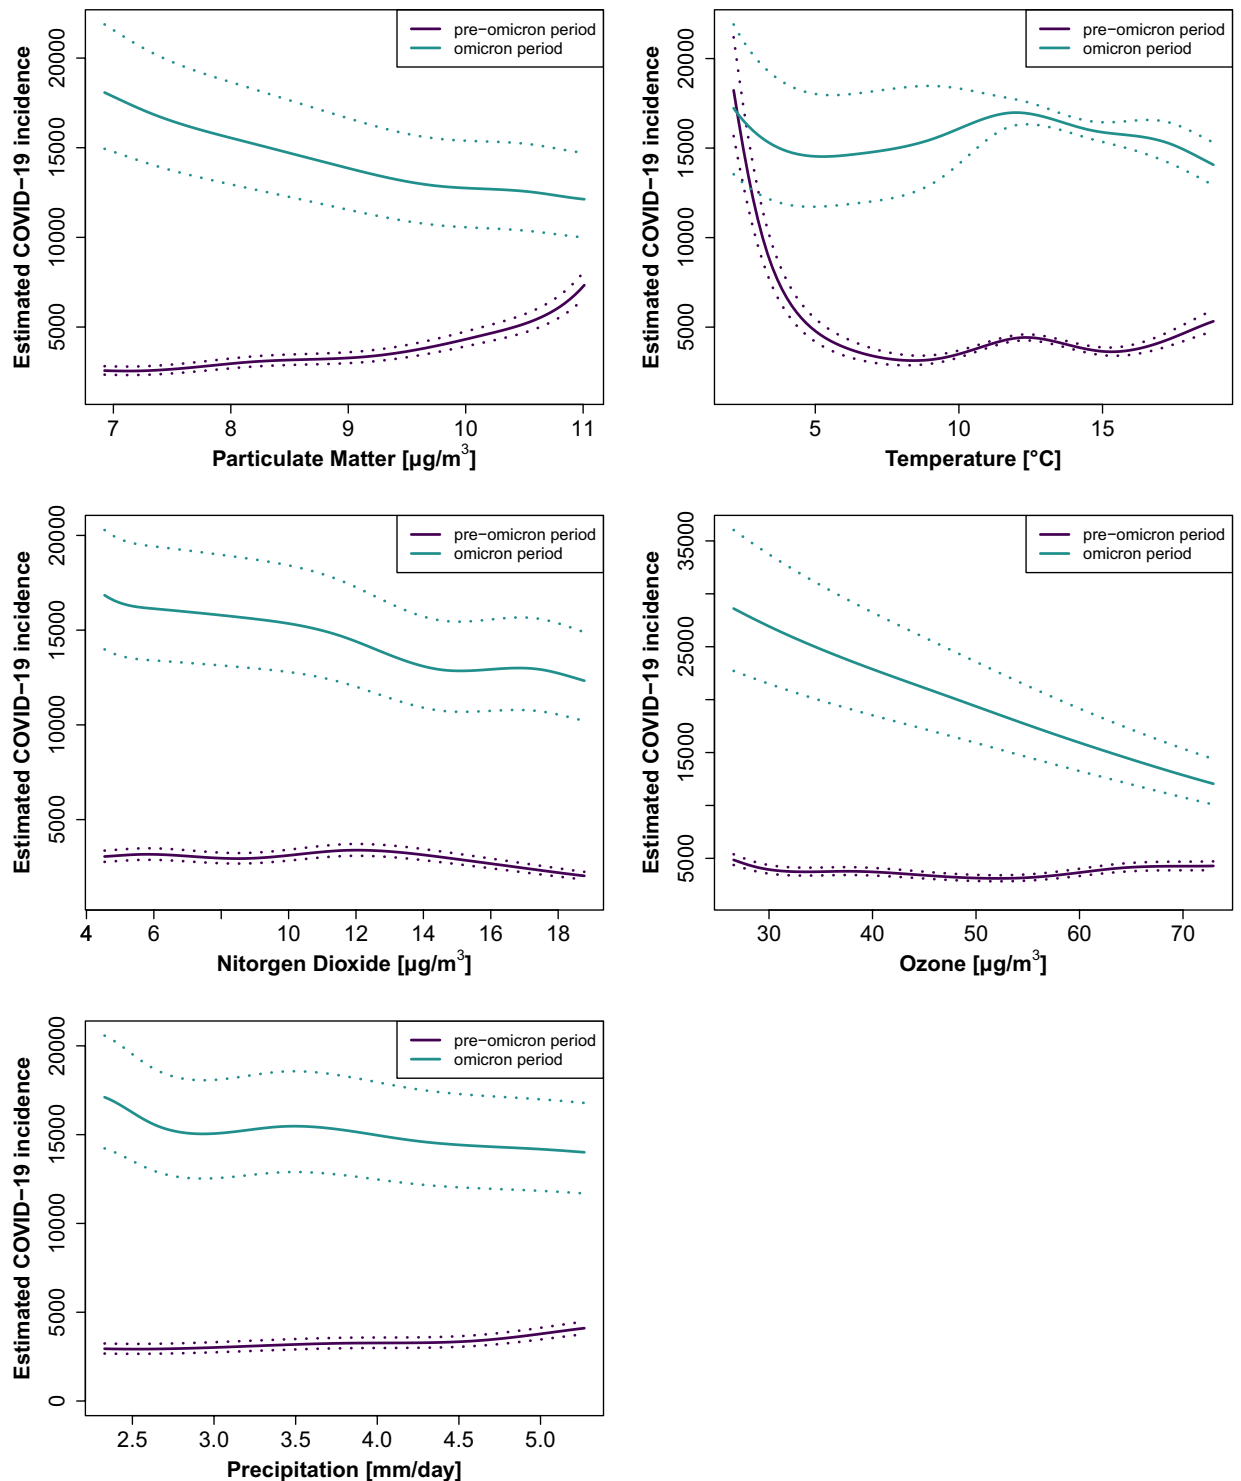 Estimated COVID−19 incidence
5000 10000 15000 20000
pre−omicron period
omicron period
7 8 9 10 11
Particulate Matter [µg/m3]
Estimated COVID−19 incidence
5000 10000 15000 20000
pre−omicron period
omicron period
5 10 15
Temperature [°C]
Estimated COVID−19 incidence
5000 10000 15000 20000
pre−omicron period
omicron period
4 6 10 12 14 16 18
Nitorgen Dioxide [µg/m3]
Estimated COVID−19 incidence
5000 15000 25000 35000
pre−omicron period
omicron period
30 40 50 60 70
Ozone [µg/m3]
Estimated COVID−19 incidence
0 5000 10000 15000 20000
pre−omicron period
omicron period
2.5 3.0 3.5 4.0 4.5 5.0
Precipitation [mm/day]